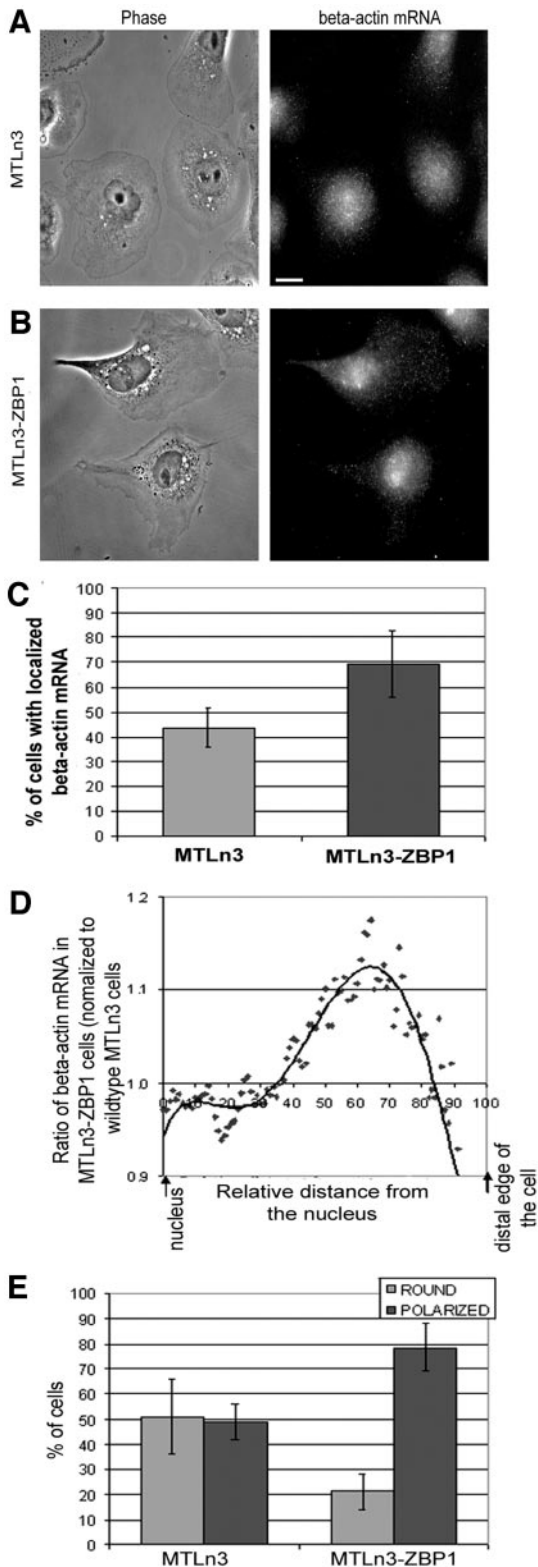 A
Phase
beta-actin mRNA
MTLn3
B
MTLn3-ZBP1
C
% of cells with localized
beta-actin mRNA
100
90
80
70
60
50
40
30
20
10
0
MTLn3
MTLn3-ZBP1
D
Ratio of beta-actin mRNA in
MTLn3-ZBP1 cells (nomalized to
wildtype MTLn3 cells
1.2
1.1
1.0
0.9
0 10 20 30 40 50 60 70 80 90 100
Relative distance from
the nucleus
nucleus
distal edge of
the cell
E
ROUND
POLARIZED
% of cells
100
90
80
70
60
50
40
30
20
10
0
MTLn3
MTLn3-ZBP1